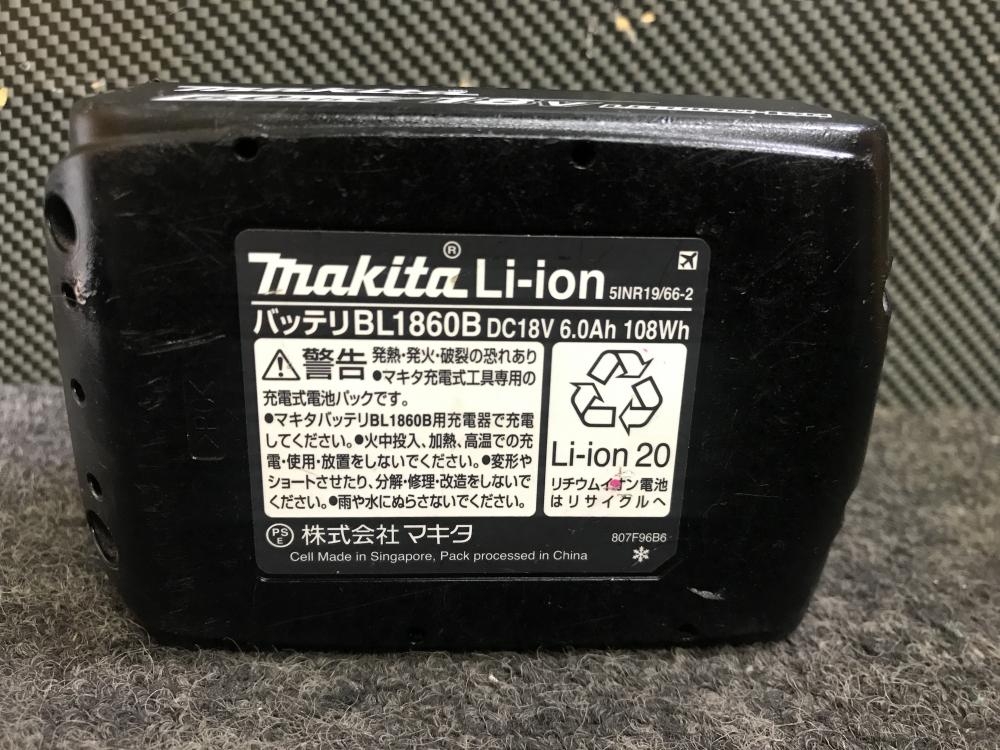 makita® Li-ion 5INR19/66-2
バッテリBL1860B DC18V 6.0Ah 108Wh
警告 発熱・発火・破裂の恐れあり
●マキタ充電式工具専用の
充電式電池パックです。
●マキタバッテリBL1860B用充電器で充電
してください。●火中投入、加熱、高温での充
電・使用・放置をしないでください。●変形や
ショートさせたり、分解・修理・改造をしないで
ください。●雨や水にぬらさないでください。
Li-ion 20
リチウムイオン電池
はリサイクルへ
PSE 株式会社 マキタ
807F96B6
Cell Made in Singapore, Pack processed in China